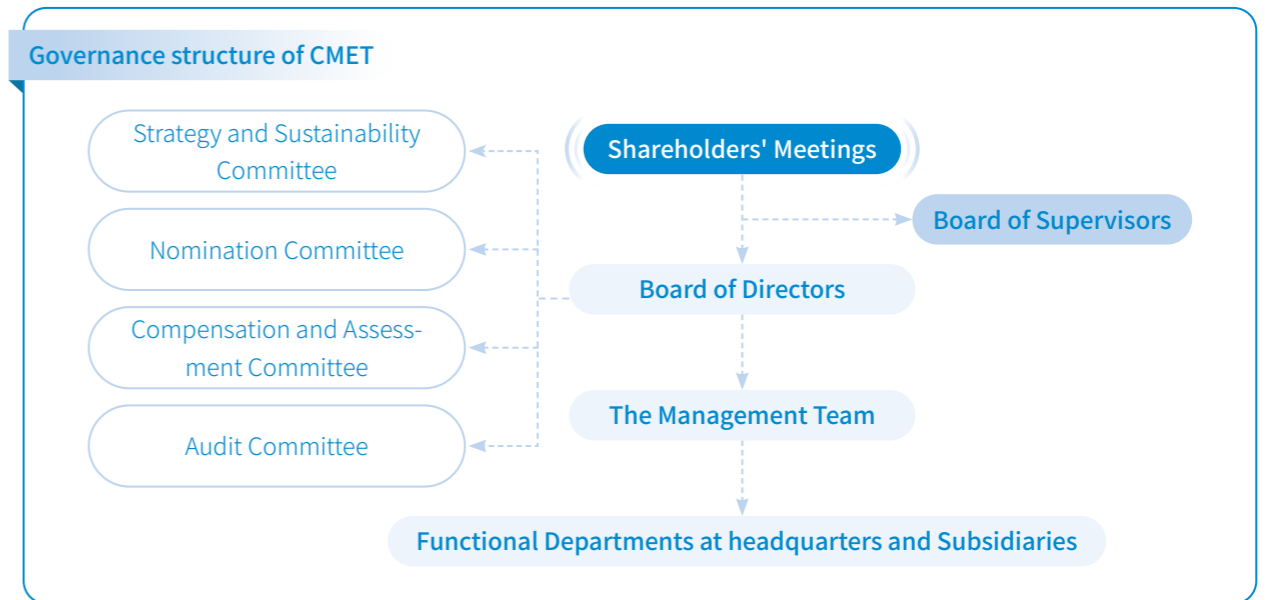 Governance structure of CMET
Strategy and Sustainability
Committee
Nomination Committee
Compensation and Assess-
ment Committee
Audit Committee
Shareholders' Meetings
Board of Supervisors
Board of Directors
The Management Team
Functional Departments at headquarters and Subsidiaries